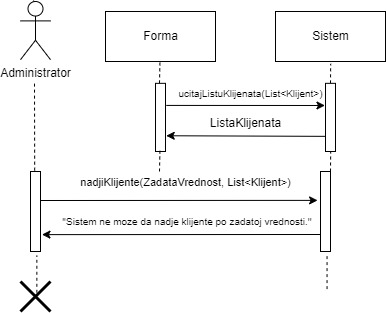 Forma
Sistem
Administrator
ucitajListuKlijenata(List<Klijent>)
ListaKlijenata
nadjiKlijente(ZadataVrednost, List<Klijent>)
"Sistem ne moze da nadje klijente po zadatoj vrednosti."